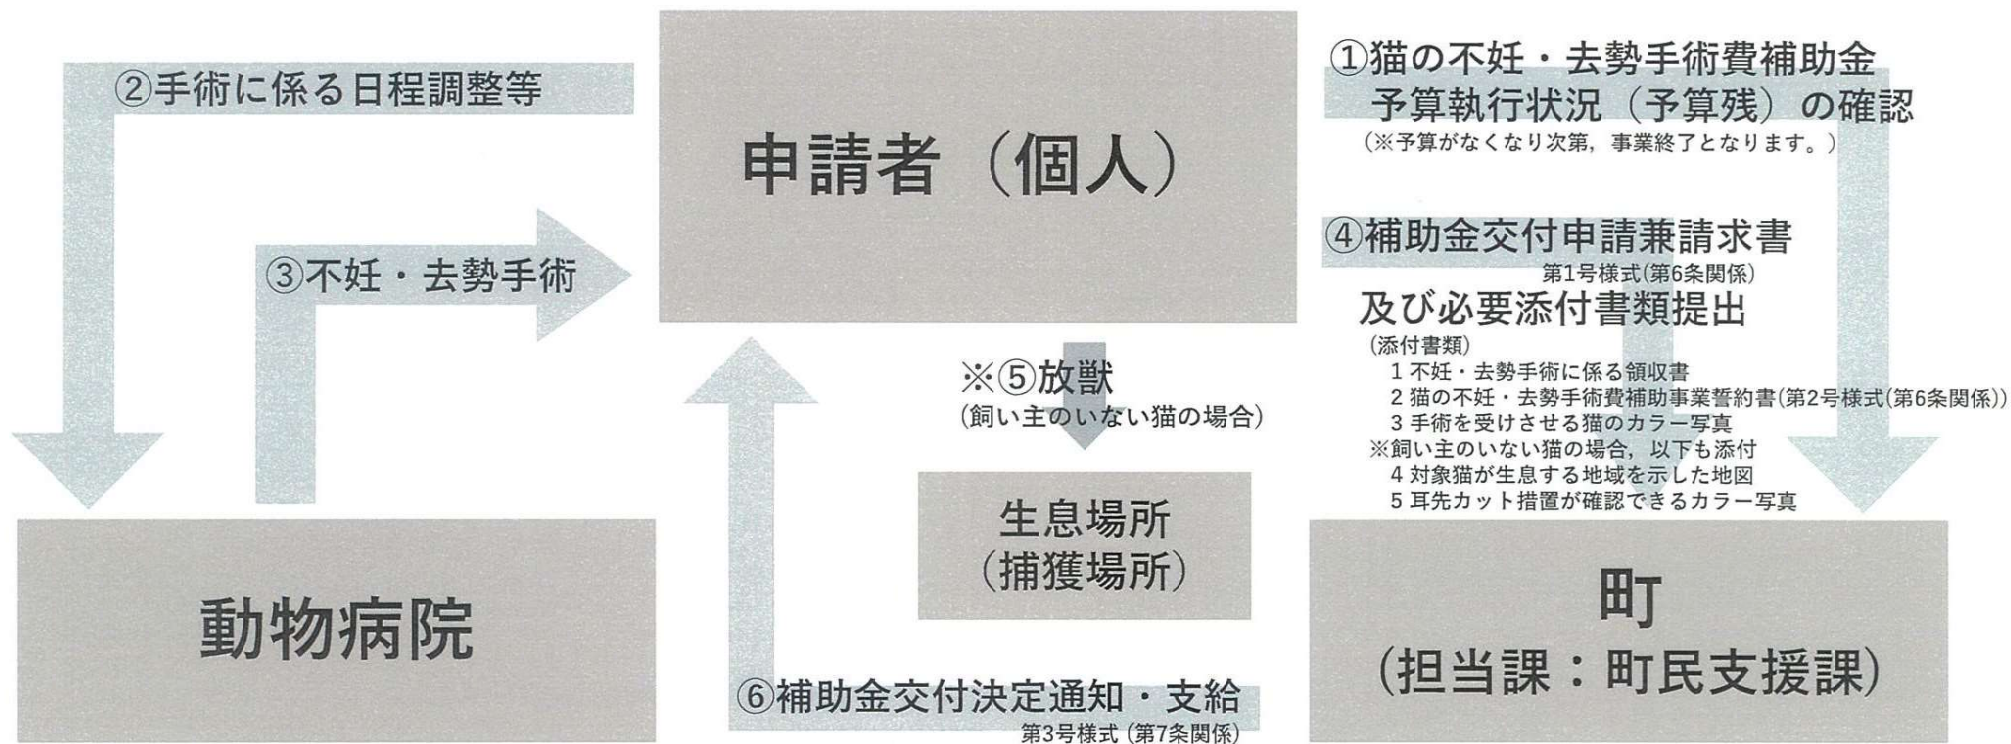 申請者（個人）
①猫の不妊・去勢手術費補助金
予算執行状況（予算残）の確認
（※予算がなくなり次第，事業終了となります。）
②手術に係る日程調整等
③不妊・去勢手術
④補助金交付申請兼請求書
第1号様式(第6条関係)
及び必要添付書類提出
(添付書類)
1 不妊・去勢手術に係る領収書
2 猫の不妊・去勢手術費補助事業誓約書(第2号様式(第6条関係))
3 手術を受けさせる猫のカラー写真
※飼い主のいない猫の場合，以下も添付
4 対象猫が生息する地域を示した地図
5 耳先カット措置が確認できるカラー写真
※⑤放獣
(飼い主のいない猫の場合)
生息場所
(捕獲場所)
動物病院
町
(担当課：町民支援課)
⑥補助金交付決定通知・支給
第3号様式 (第7条関係)